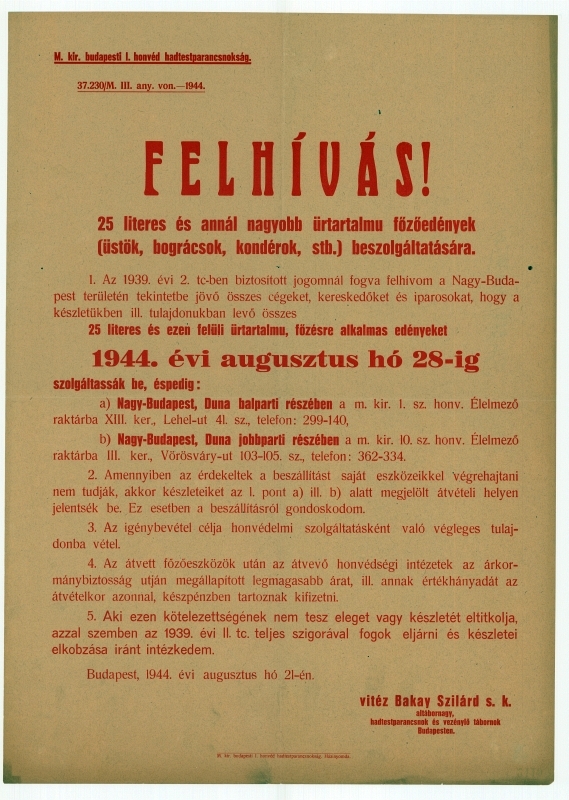 M. kir. budapesti I. honvéd hadtestparancsnokság.
37.230/M. III. any. von.—1944.
FELHÍVÁS!
25 literes és annál nagyobb ürtartalmu főzőedények
(üstök, bográcsok, kondérok, stb.) beszolgáltatására.
1. Az 1939. évi 2. tc-ben biztosított jogomnál fogva felhívom a Nagy-Buda-
pest területén tekintetbe jövő összes cégeket, kereskedőket és iparosokat, hogy a
készletükben ill. tulajdonukban levő összes
25 literes és ezen felüli ürtartalmu, főzésre alkalmas edényeket
1944. évi augusztus hó 28-ig
szolgáltassák be, éspedig:
a) Nagy-Budapest, Duna balparti részében a m. kir. 1. sz. honv. Élelmező
raktárba XIII. ker., Lehel-ut 41. sz., telefon: 299-140,
b) Nagy-Budapest, Duna jobbparti részében a m. kir. 10. sz. honv. Élelmező
raktárba III. ker., Vörösváry-ut 103-105. sz., telefon: 362-334.
2. Amennyiben az érdekeltek a beszállítást saját eszközeikkel végrehajtani
nem tudják, akkor készleteiket az 1. pont a) ill. b) alatt megjelölt átvételi helyen
jelentsék be. Ez esetben a beszállításról gondoskodom.
3. Az igénybevétel célja honvédelmi szolgáltatásként való végleges tulaj-
donba vétel.
4. Az átvett főzőeszközök után az átvevő honvédségi intézetek az árkor-
mánybiztosság utján megállapított legmagasabb árat, ill. annak értékhányadát az
átvételkor azonnal, készpénzben tartoznak kifizetni.
5. Aki ezen kötelezettségének nem tesz eleget vagy készletét eltitkolja,
azzal szemben az 1939. évi II. tc. teljes szigorával fogok eljárni és készletei
elkobzása iránt intézkedem.
Budapest, 1944. évi augusztus hó 21-én.
vitéz Bakay Szilárd s. k.
altábornagy,
hadtestparancsnok és vezénylő tábornok
Budapesten.
M. kir. budapesti I. honvéd hadtestparancsnokság. Házinyomda.